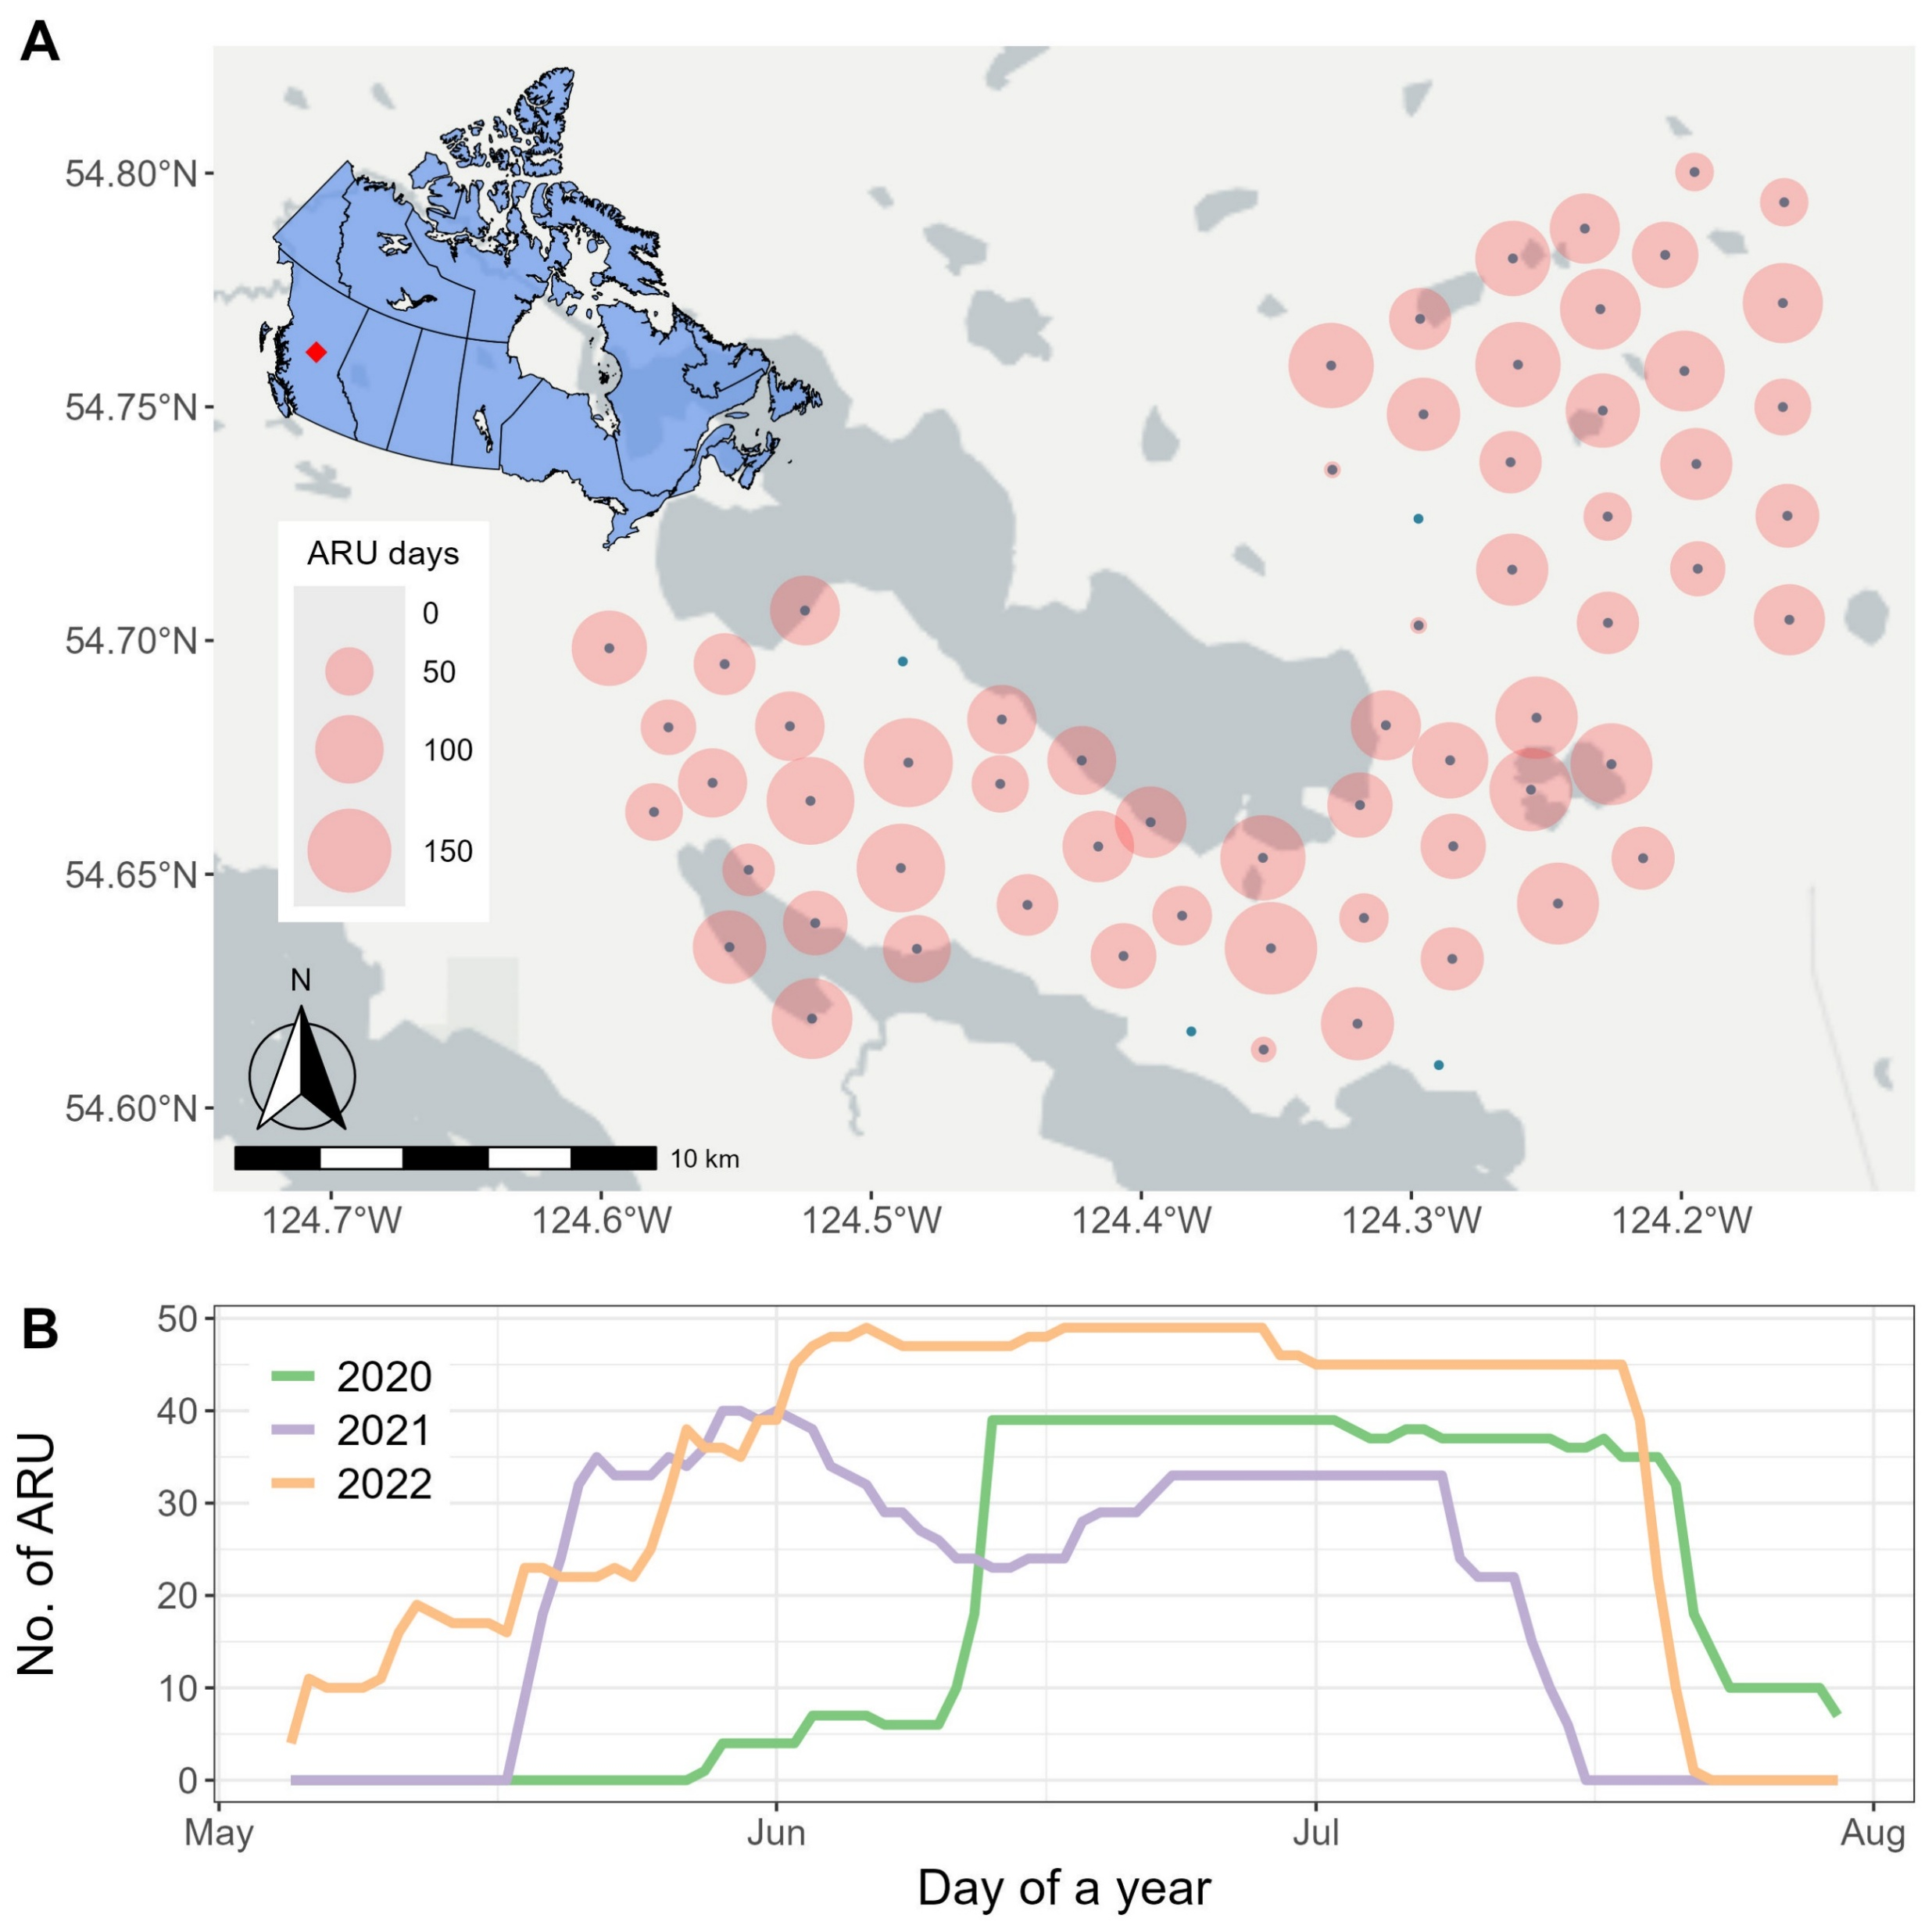 A
54.80°N
54.75°N
54.70°N
54.65°N
54.60°N
ARU days
0
50
100
150
N
10 km
124.7°W 124.6°W 124.5°W 124.4°W 124.3°W 124.2°W
B
No. of ARU
50
40
30
20
10
0
2020
2021
2022
May Jun Jul Aug
Day of a year